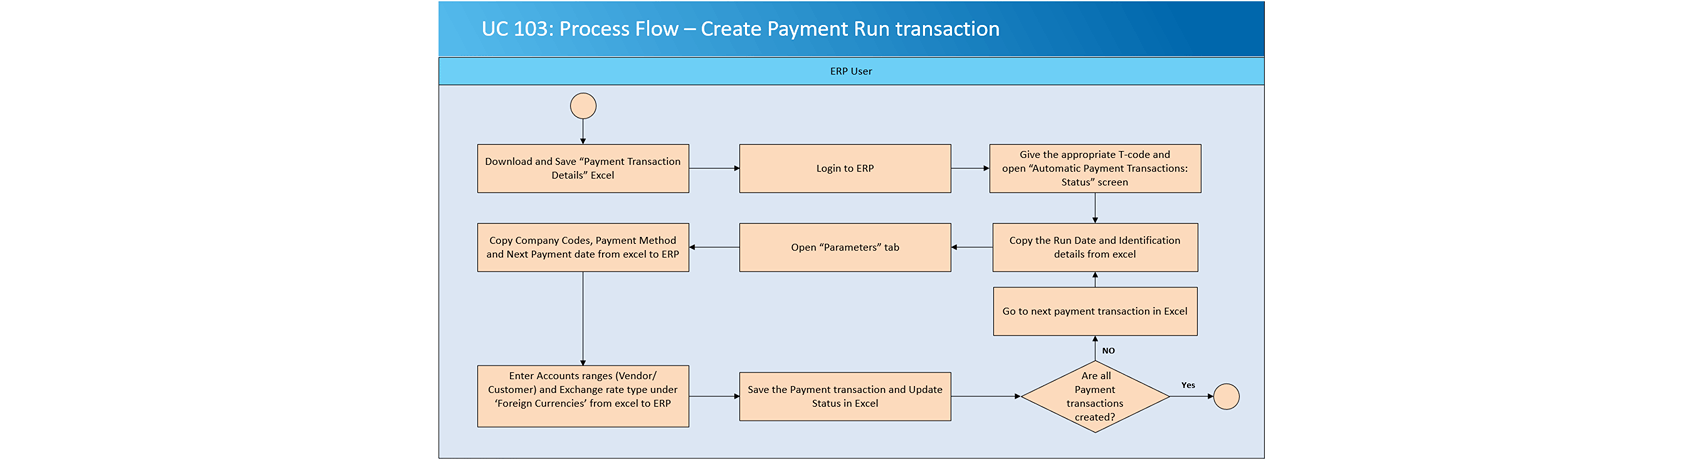 UC 103: Process Flow – Create Payment Run transaction
ERP User
Download and Save “Payment Transaction
Details” Excel
Login to ERP
Give the appropriate T-code and
open “Automatic Payment Transactions:
Status” screen
Copy Company Codes, Payment Method
and Next Payment date from excel to ERP
Open “Parameters” tab
Copy the Run Date and Identification
details from excel
Go to next payment transaction in Excel
NO
Enter Accounts ranges (Vendor/
Customer) and Exchange rate type under
‘Foreign Currencies’ from excel to ERP
Save the Payment transaction and Update
Status in Excel
Are all
Payment
transactions
created?
Yes